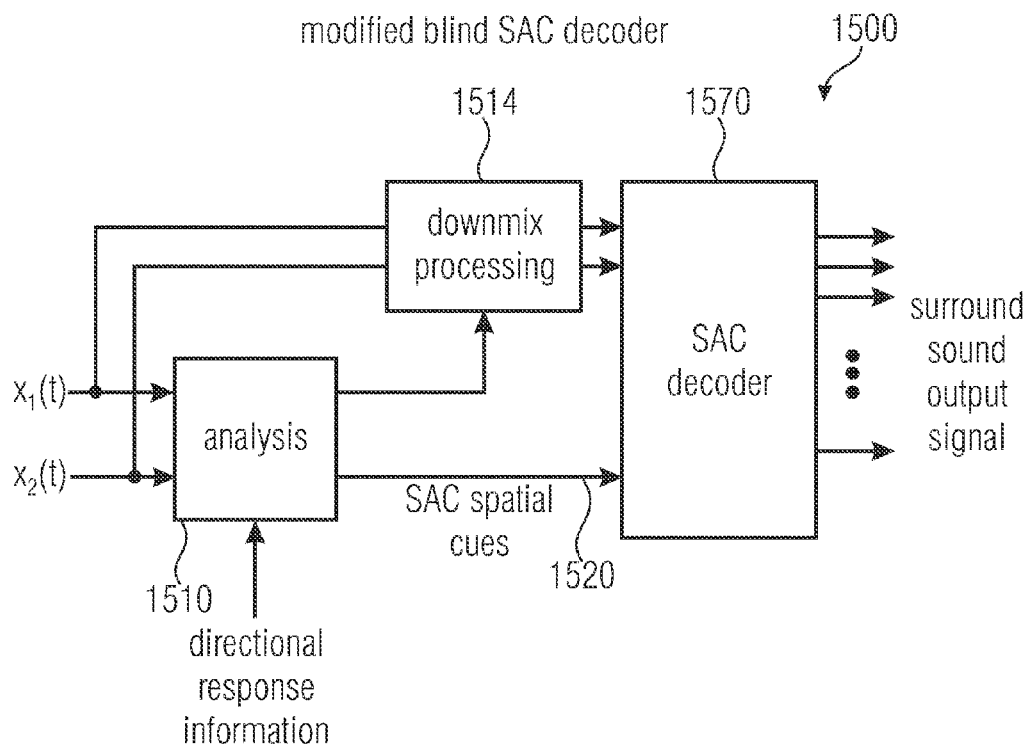 modified blind SAC decoder
1500
1514
1570
downmix
processing
SAC
decoder
surround
sound
output
signal
x1(t)
x2(t)
analysis
SAC spatial
cues
1520
1510
directional
response
information